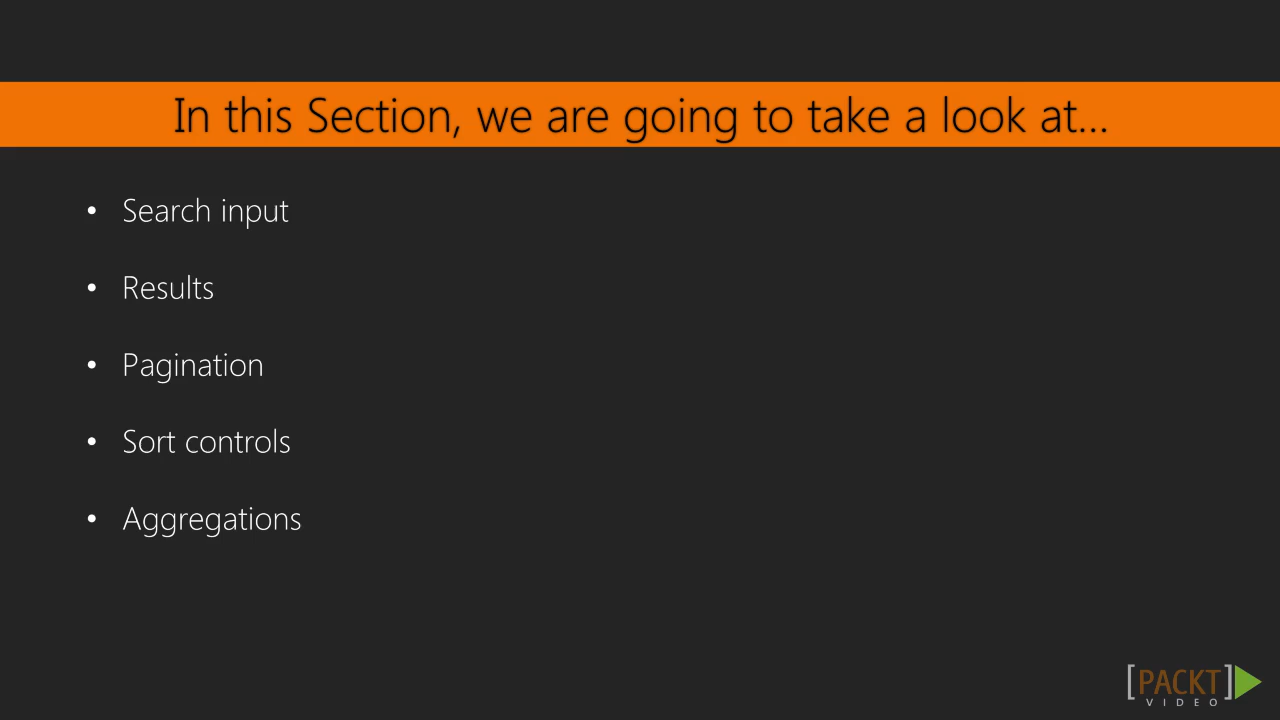 In this Section, we are going to take a look at...
• Search input
• Results
• Pagination
• Sort controls
• Aggregations
[PACKT]
VIDEO